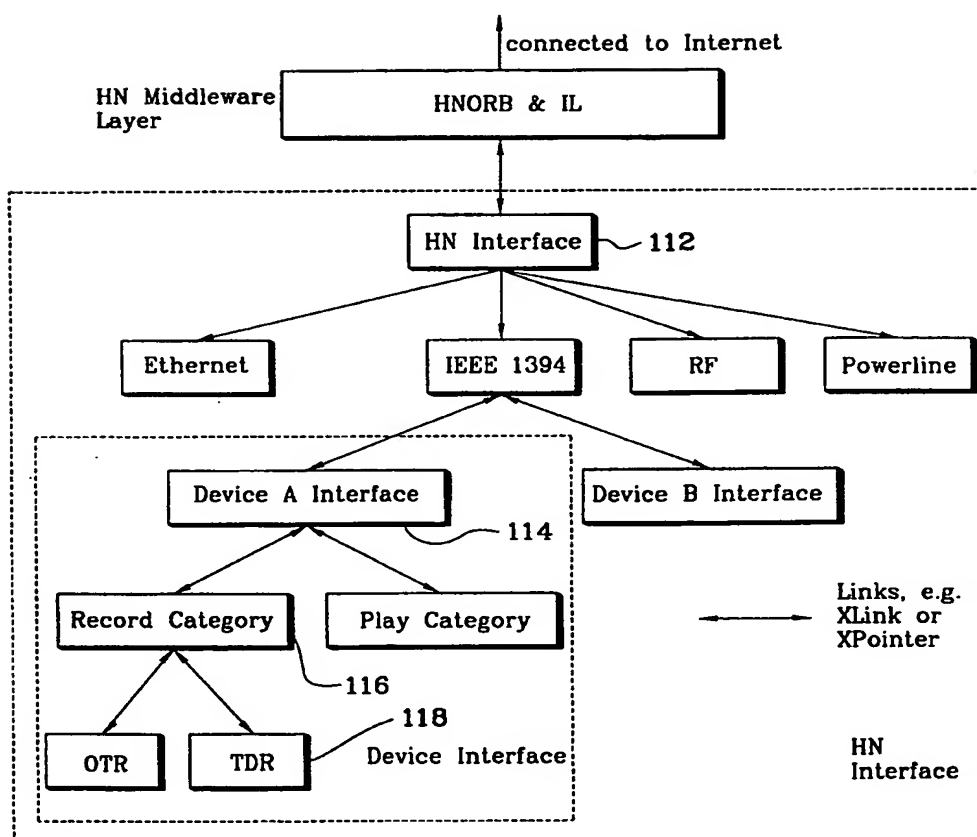 connected to Internet
HN Middleware
Layer
HNORB & IL
HN Interface
112
Ethernet
IEEE 1394
RF
Powerline
Device A Interface
Device B Interface
114
Record Category
Play Category
Links, e.g.
XLink or
XPointer
116
118
OTR
TDR
Device Interface
HN
Interface